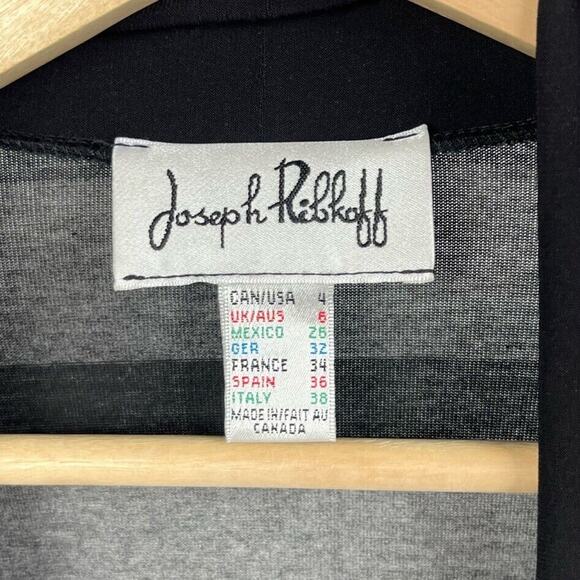 Joseph Ribkoff
CAN/USA 4
UK/AUS 6
MEXICO 26
GER 32
FRANCE 34
SPAIN 36
ITALY 38
MADE IN/FAIT AU
CANADA